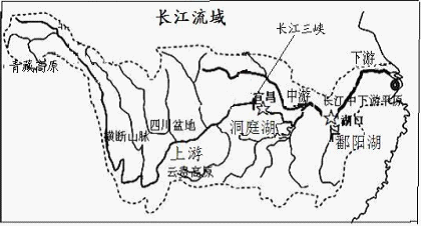 长江流域
长江三峡
下游
青藏高原
宜昌
中游
长江中下游平原
四川盆地
横断山脉
洞庭湖
湖口
上游
鄱阳湖
云贵高原